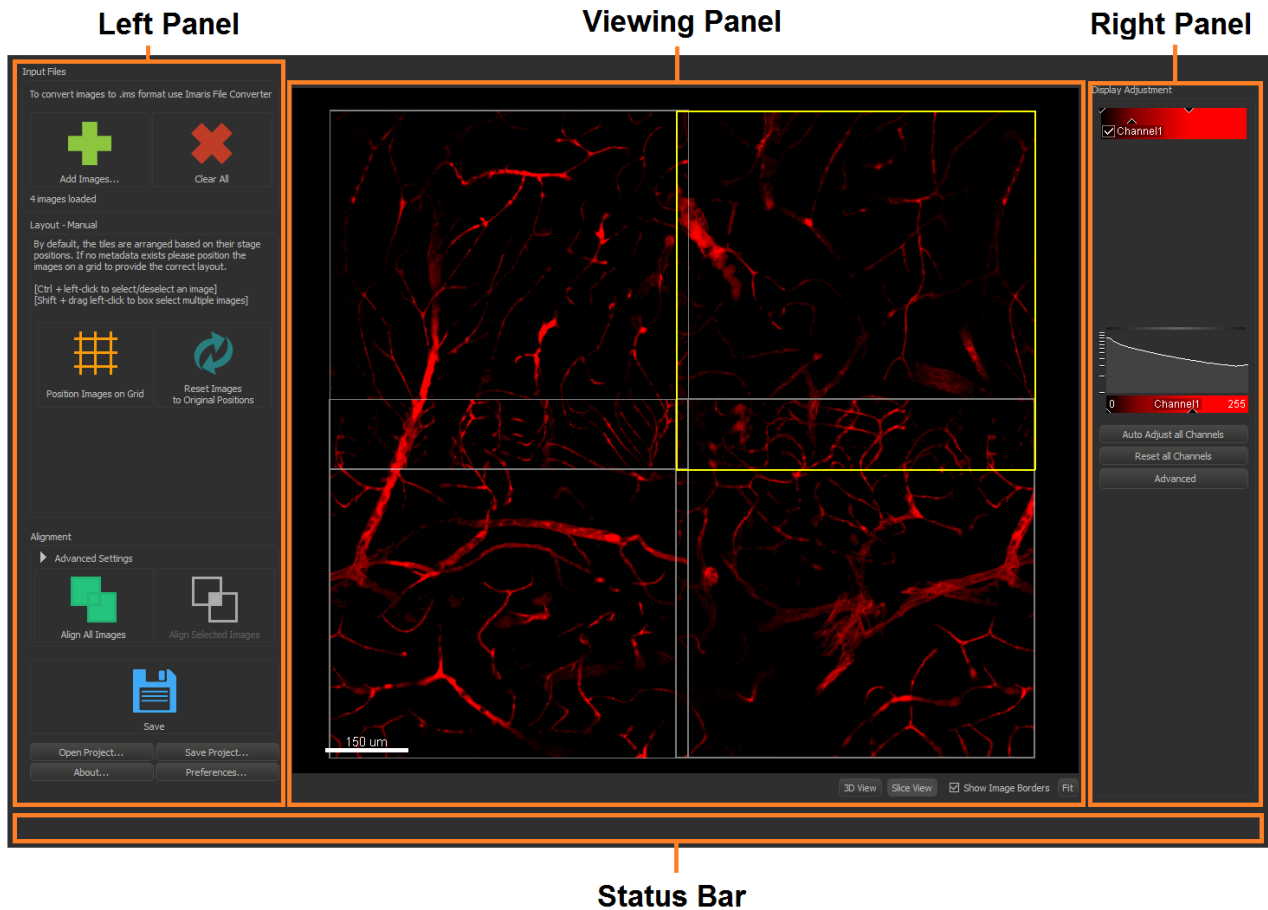 Left Panel
Viewing Panel
Right Panel
Input Files
To convert images to .ims format use Imaris File Converter
Add Images...
Clear All
4 images loaded
Layout - Manual
By default, the tiles are arranged based on their stage
positions. If no metadata exists please position the
images on a grid to provide the correct layout.
[Ctrl + left-click to select/deselect an image]
[Shift + drag left-click to box select multiple images]
Position Images on Grid
Reset Images
to Original Positions
Alignment
Advanced Settings
Align All Images
Align Selected Images
Save
Open Project...
Save Project...
About...
Preferences...
150 um
3D View
Slice View
Show Image Borders
Fit
Display Adjustment
Channel1
0 Channel1 255
Auto Adjust all Channels
Reset all Channels
Advanced
Status Bar